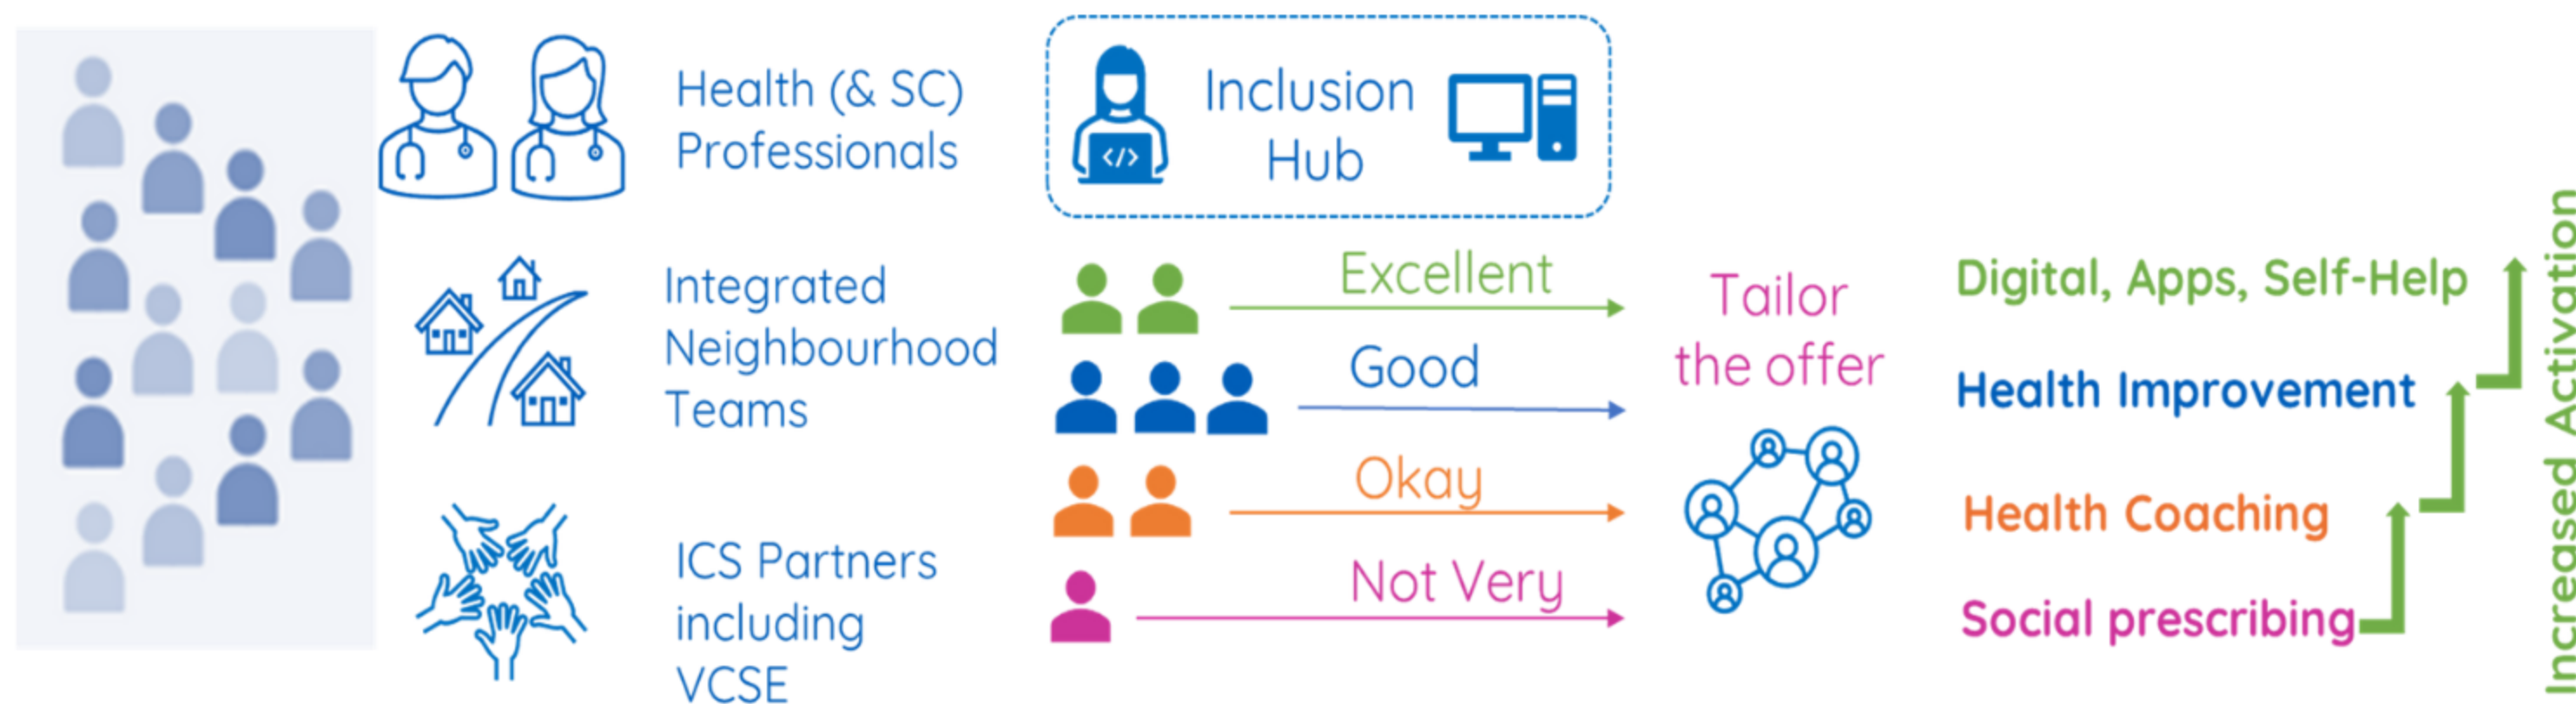 Health (& SC)
Professionals
Integrated
Neighbourhood
Teams
ICS Partners
including
VCSE
Inclusion
Hub
</>
Excellent
Good
Okay
Not Very
Tailor
the offer
Digital, Apps, Self-Help
Health Improvement
Health Coaching
Social prescribing
Increased Activation